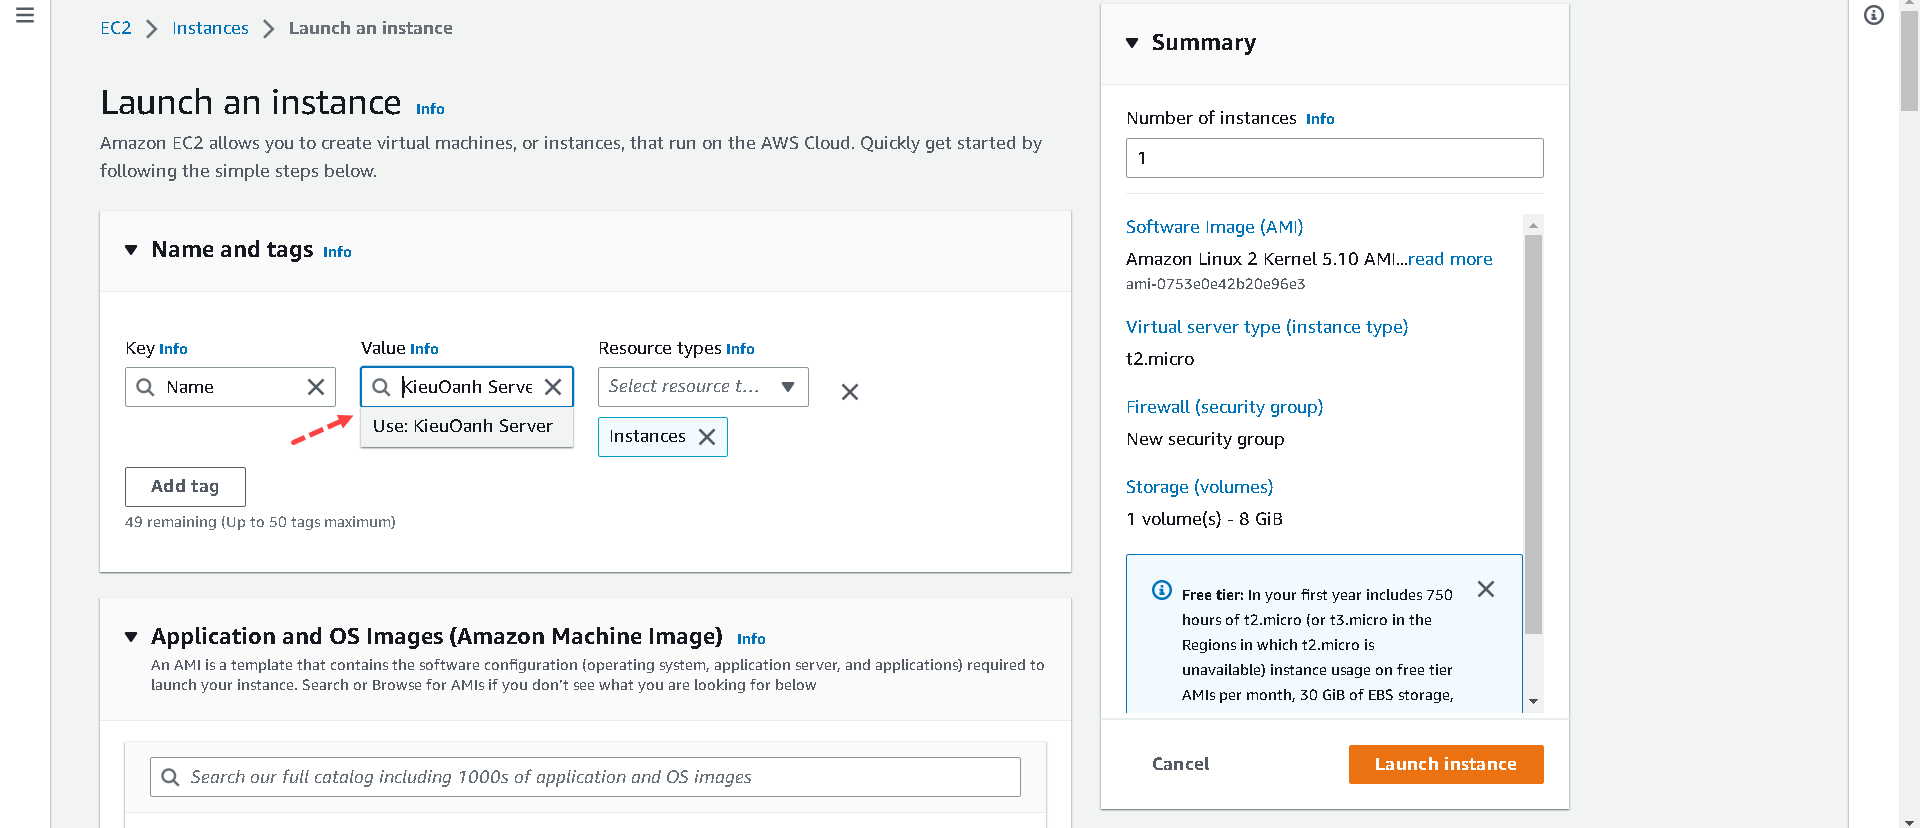 EC2 Instances Launch an instance
Launch an instance Info
Amazon EC2 allows you to create virtual machines, or instances, that run on the AWS Cloud. Quickly get started by
following the simple steps below.
Name and tags Info
Key Info
Name
Value Info
KieuOanh Serve
Use: KieuOanh Server
Resource types Info
Select resource t...
Instances
Add tag
49 remaining (Up to 50 tags maximum)
Application and OS Images (Amazon Machine Image) Info
An AMI is a template that contains the software configuration (operating system, application server, and applications) required to
launch your instance. Search or Browse for AMIs if you don't see what you are looking for below
Search our full catalog including 1000s of application and OS images
Summary
Number of instances Info
1
Software Image (AMI)
Amazon Linux 2 Kernel 5.10 AMI...read more
ami-0753e0e42b20e96e3
Virtual server type (instance type)
t2.micro
Firewall (security group)
New security group
Storage (volumes)
1 volume(s) - 8 GiB
Free tier: In your first year includes 750
hours of t2.micro (or t3.micro in the
Regions in which t2.micro is
unavailable) instance usage on free tier
AMIs per month, 30 GiB of EBS storage,
Cancel
Launch instance